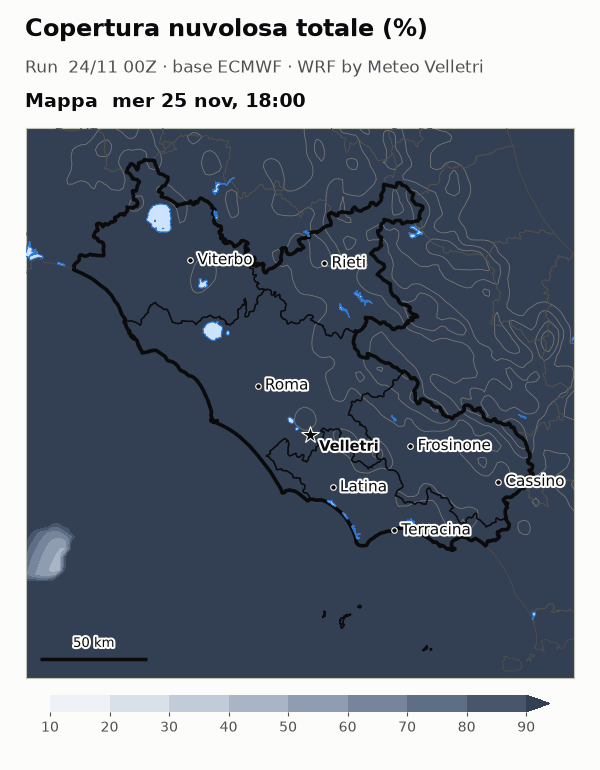 Copertura nuvolosa totale (%)
Run  24/11 00Z · base ECMWF · WRF by Meteo Velletri
Mappa  mer 25 nov, 18:00
Viterbo
Rieti
Roma
Velletri
Frosinone
Cassino
Latina
Terracina
50 km
10 20 30 40 50 60 70 80 90